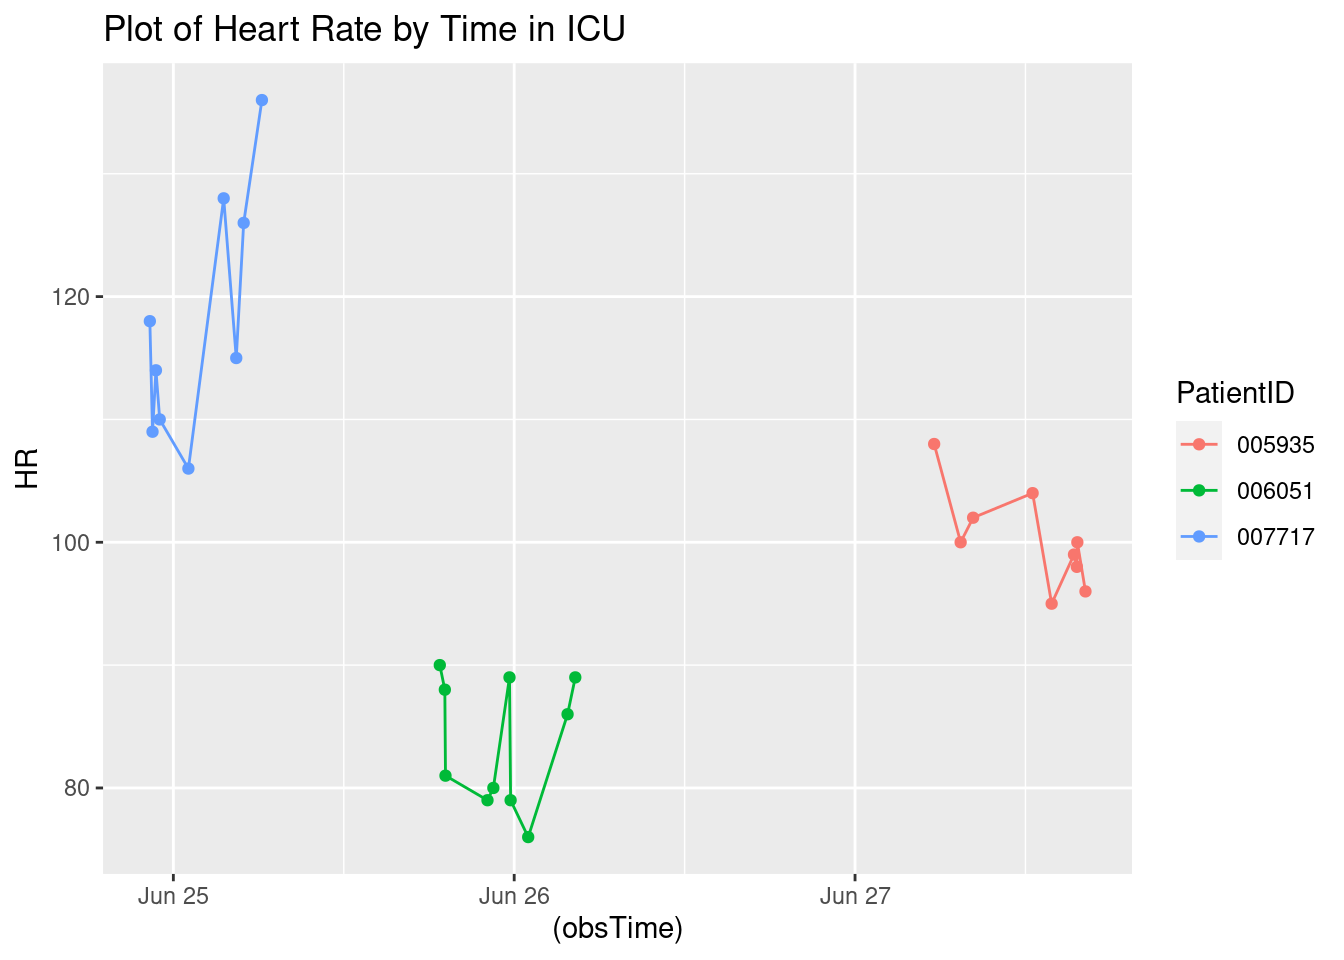 Plot of Heart Rate by Time in ICU
120
100
80
HR
Jun 25
Jun 26
Jun 27
(obsTime)
PatientID
005935
006051
007717